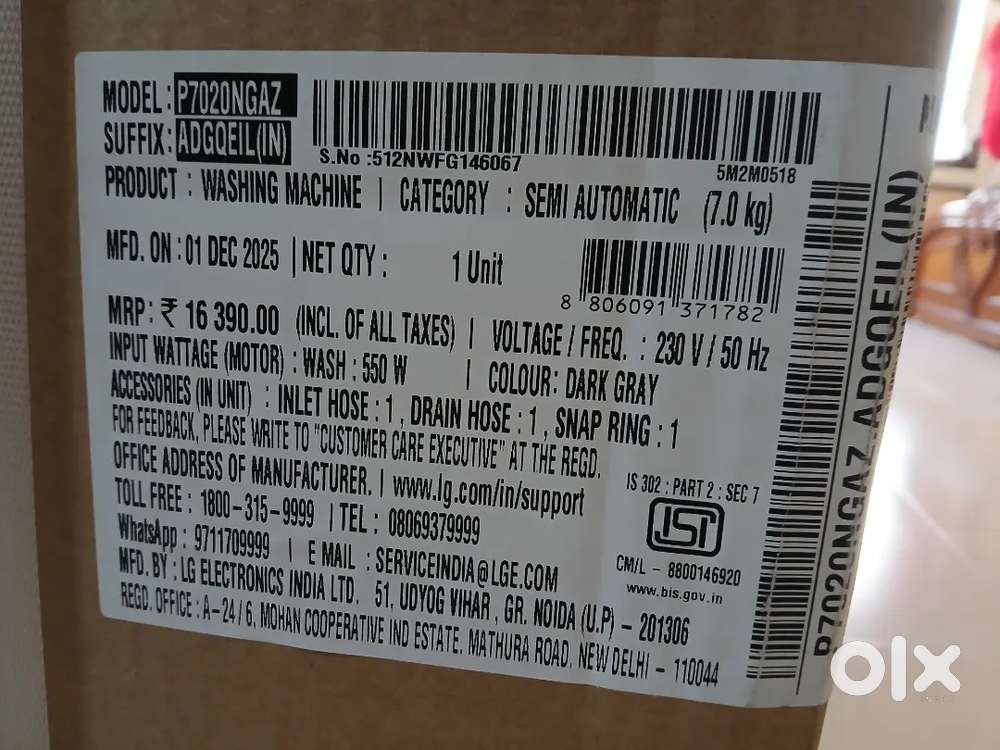 MODEL : P7020NGAZ
SUFFIX : ADGQEIL(IN)
S.No :512NWFG146067
5M2M0518
PRODUCT : WASHING MACHINE | CATEGORY : SEMI AUTOMATIC (7.0 kg)
MFD. ON : 01 DEC 2025 | NET QTY : 1 Unit
8 806091 371782
MRP: ₹ 16 390.00 (INCL. OF ALL TAXES) | VOLTAGE / FREQ. : 230 V / 50 Hz
INPUT WATTAGE (MOTOR) : WASH : 550 W | COLOUR: DARK GRAY
ACCESSORIES (IN UNIT) : INLET HOSE : 1 , DRAIN HOSE : 1 , SNAP RING : 1
FOR FEEDBACK, PLEASE WRITE TO "CUSTOMER CARE EXECUTIVE" AT THE REGD.
OFFICE ADDRESS OF MANUFACTURER. | www.lg.com/in/support
TOLL FREE : 1800-315-9999 | TEL : 08069379999
WhatsApp : 9711709999 | E MAIL : SERVICEINDIA@LGE.COM
MFD. BY : LG ELECTRONICS INDIA LTD. 51, UDYOG VIHAR , GR. NOIDA (U.P) - 201306
REGD. OFFICE : A-24/6, MOHAN COOPERATIVE IND ESTATE. MATHURA ROAD. NEW DELHI - 110044
IS 302 : PART 2 : SEC 7
ISI
CM/L - 8800146920
www.bis.gov.in
P7020NGAZ.ADGQEIL(IN)
olx